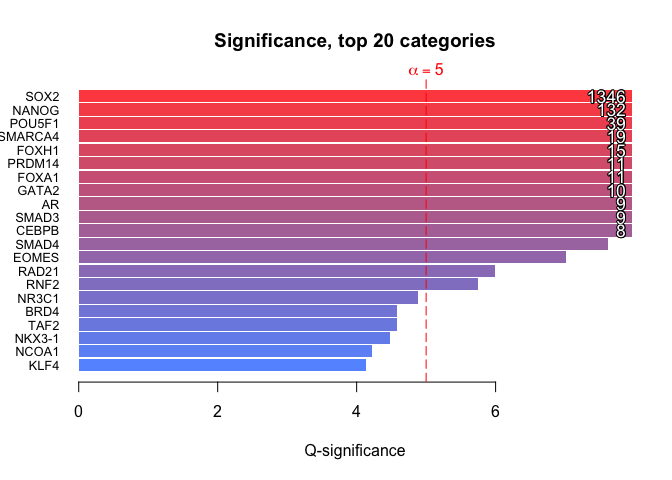 Significance, top 20 categories
α = 5
SOX2 1346
NANOG 132
POU5F1 39
SMARCA4 19
FOXH1 15
PRDM14 11
FOXA1 11
GATA2 10
AR 9
SMAD3 9
CEBPB 8
SMAD4
EOMES
RAD21
RNF2
NR3C1
BRD4
TAF2
NKX3-1
NCOA1
KLF4
0 2 4 6
Q-significance